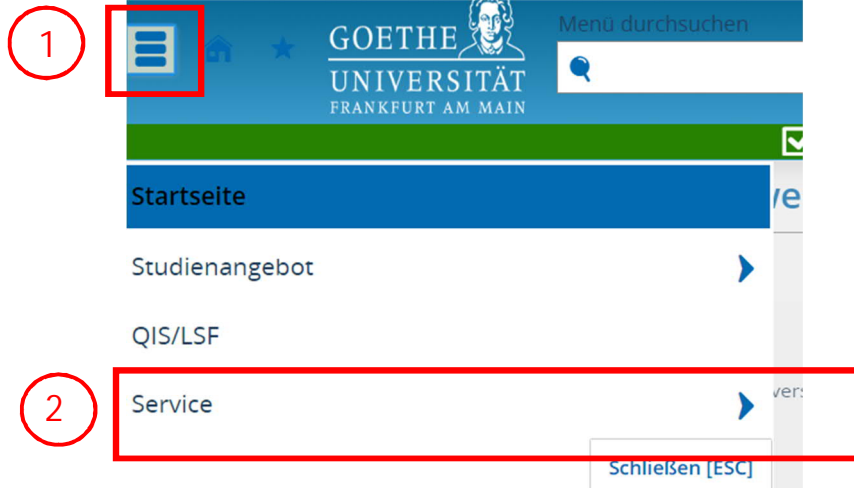 1
GOETHE
UNIVERSITÄT
FRANKFURT AM MAIN
Menü durchsuchen
Startseite
Studienangebot
QIS/LSF
2
Service
Schließen [ESC]